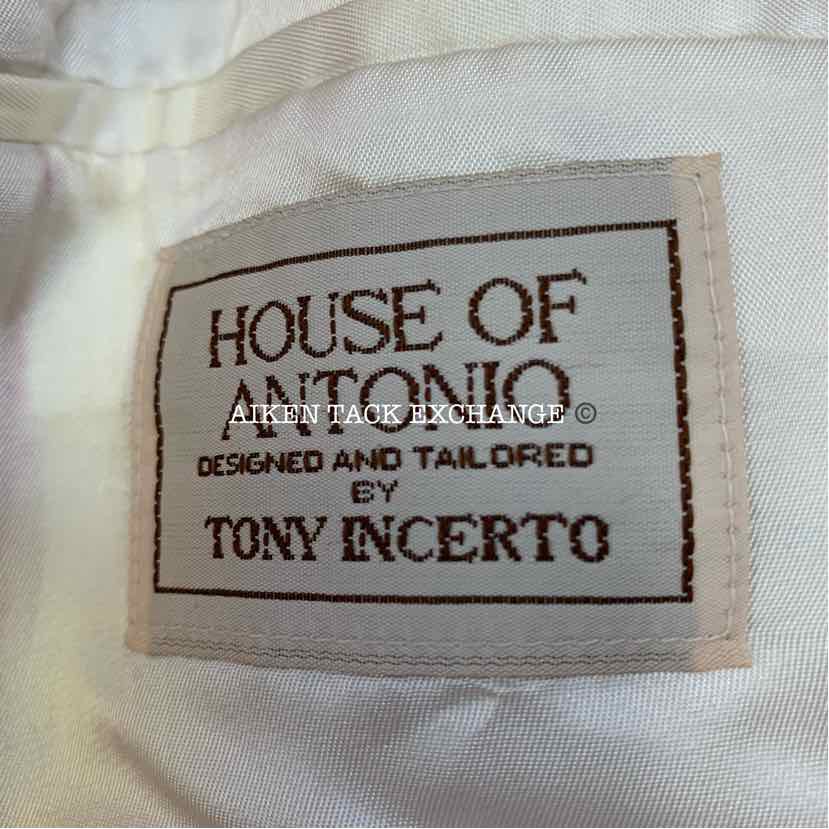 HOUSE OF
ANTONIO
AIKEN TACK EXCHANGE ©
DESIGNED AND TAILORED
BY
TONY INCERTO